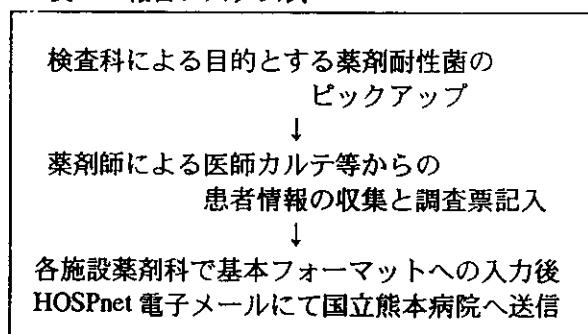 検査科による目的とする薬剤耐性菌の
ピックアップ
↓
薬剤師による医師カルテ等からの
患者情報の収集と調査票記入
↓
各施設薬剤科で基本フォーマットへの入力後
HOSPnet 電子メールにて国立熊本病院へ送信